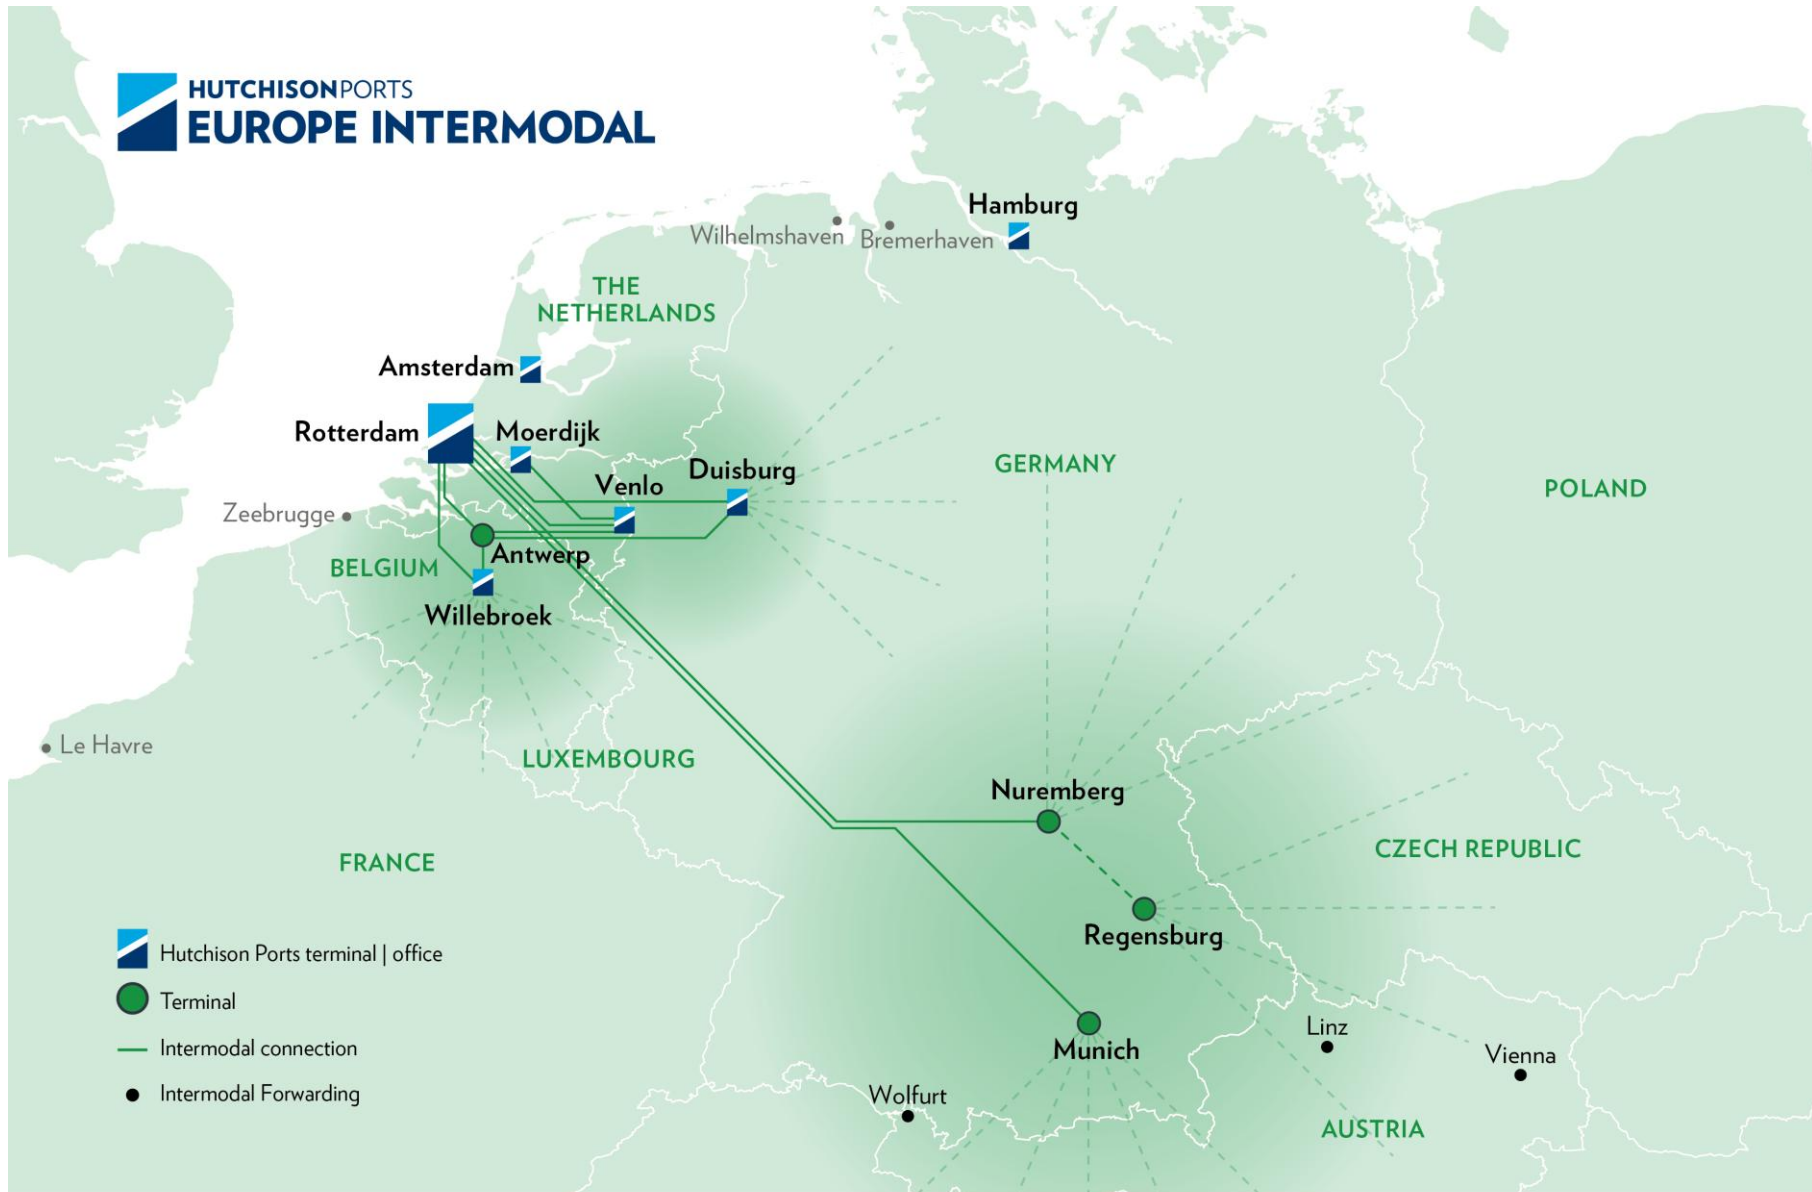 HUTCHISONPORTS
EUROPE INTERMODAL
Hamburg
Wilhelmshaven
Bremerhaven
THE
NETHERLANDS
Amsterdam
Rotterdam
Moerdijk
Venlo
Duisburg
GERMANY
POLAND
Zeebrugge
Antwerp
BELGIUM
Willebroek
Le Havre
LUXEMBOURG
Nuremberg
FRANCE
CZECH REPUBLIC
Regensburg
Munich
Linz
Vienna
Wolfurt
AUSTRIA
Hutchison Ports terminal | office
Terminal
Intermodal connection
Intermodal Forwarding